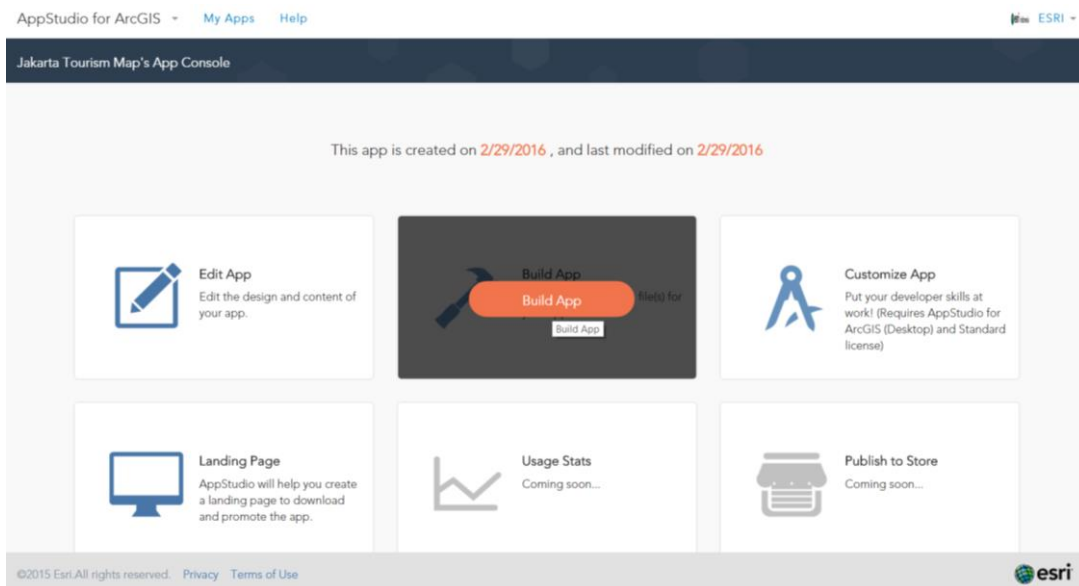 AppStudio for ArcGIS My Apps Help ESRI
Jakarta Tourism Map's App Console
This app is created on 2/29/2016 , and last modified on 2/29/2016
Edit App
Edit the design and content of
your app.
Build App
file(s) for
Build App
Build App
Customize App
Put your developer skills at
work! (Requires AppStudio for
ArcGIS (Desktop) and Standard
license)
Landing Page
AppStudio will help you create
a landing page to download
and promote the app.
Usage Stats
Coming soon...
Publish to Store
Coming soon...
©2015 Esri.All rights reserved. Privacy Terms of Use
esri